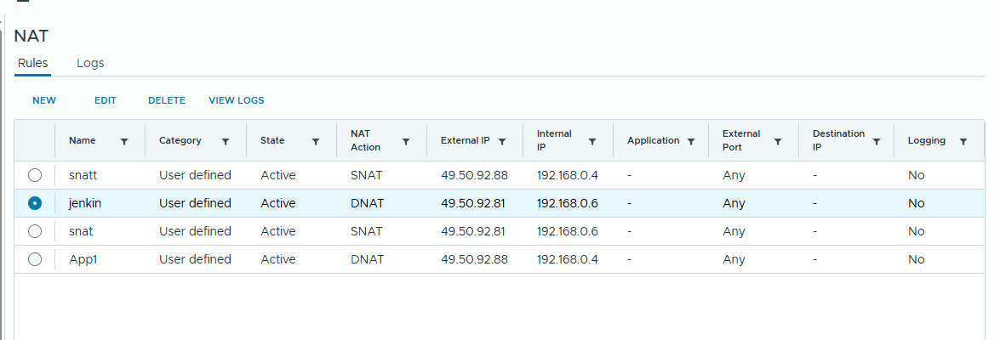 NAT
Rules Logs
NEW EDIT DELETE VIEW LOGS
Name Category State NAT Action External IP Internal IP Application External Port Destination IP Logging
snatt User defined Active SNAT 49.50.92.88 192.168.0.4 - Any - No
jenkin User defined Active DNAT 49.50.92.81 192.168.0.6 - Any - No
snat User defined Active SNAT 49.50.92.81 192.168.0.6 - Any - No
App1 User defined Active DNAT 49.50.92.88 192.168.0.4 - Any - No